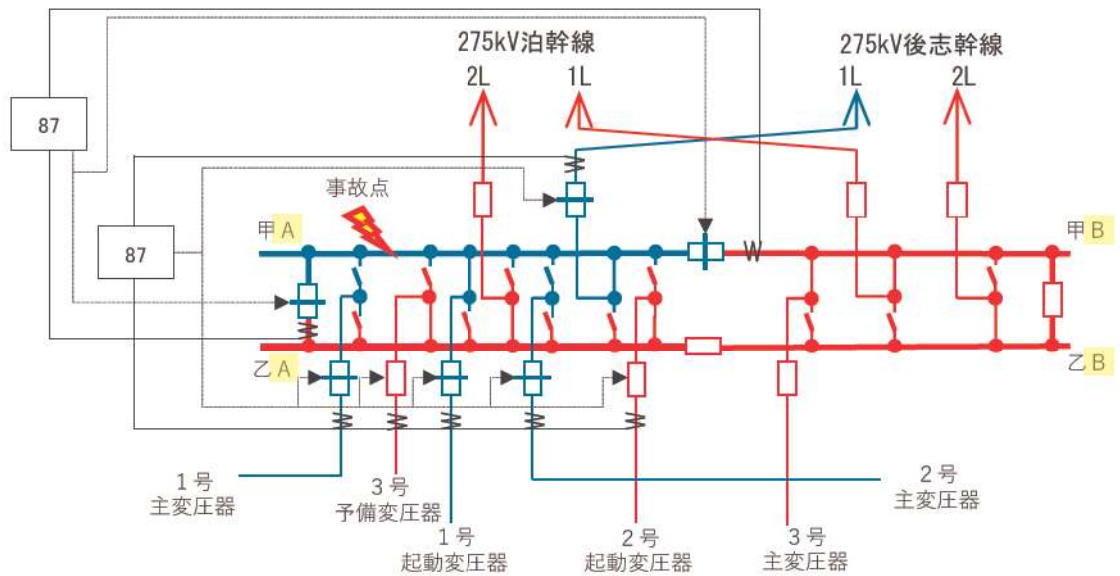 275kV泊幹線
275kV後志幹線
2L
1L
1L
2L
87
事故点
87
甲A
甲B
乙A
乙B
1号
主変圧器
3号
予備変圧器
1号
起動変圧器
2号
起動変圧器
3号
主変圧器
2号
主変圧器